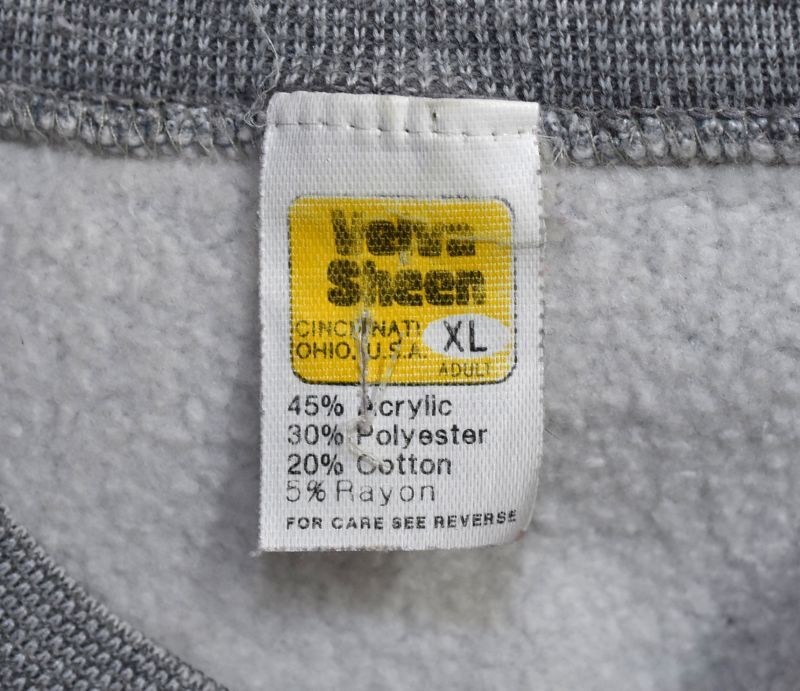 Velva
Sheen
CINCINNATI
OHIO, U.S.A. XL
ADULT
45% Acrylic
30% Polyester
20% Cotton
5% Rayon
FOR CARE SEE REVERSE